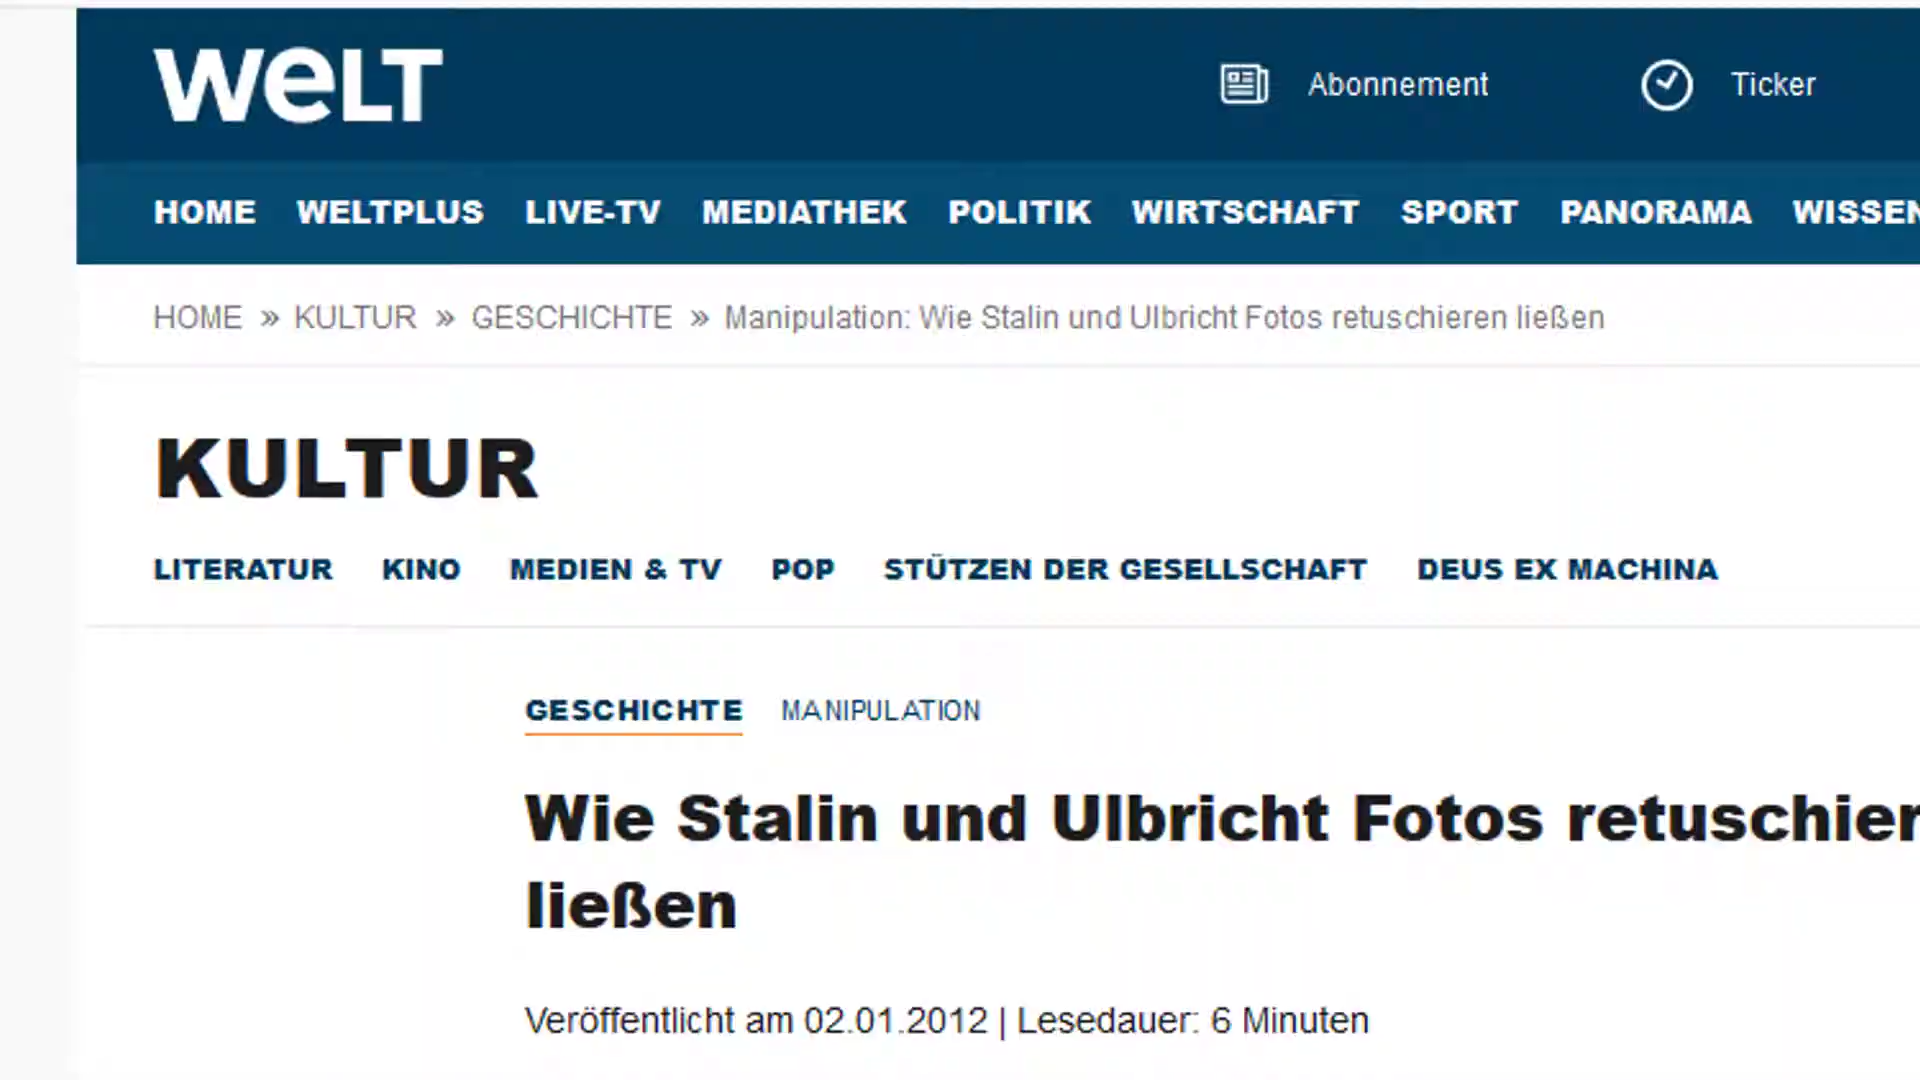 WELT
Abonnement Ticker
HOME WELTPLUS LIVE-TV MEDIATHEK POLITIK WIRTSCHAFT SPORT PANORAMA WISSEN
HOME » KULTUR » GESCHICHTE » Manipulation: Wie Stalin und Ulbricht Fotos retuschieren ließen
KULTUR
LITERATUR KINO MEDIEN & TV POP STÜTZEN DER GESELLSCHAFT DEUS EX MACHINA
GESCHICHTE MANIPULATION
Wie Stalin und Ulbricht Fotos retuschier
ließen
Veröffentlicht am 02.01.2012 | Lesedauer: 6 Minuten